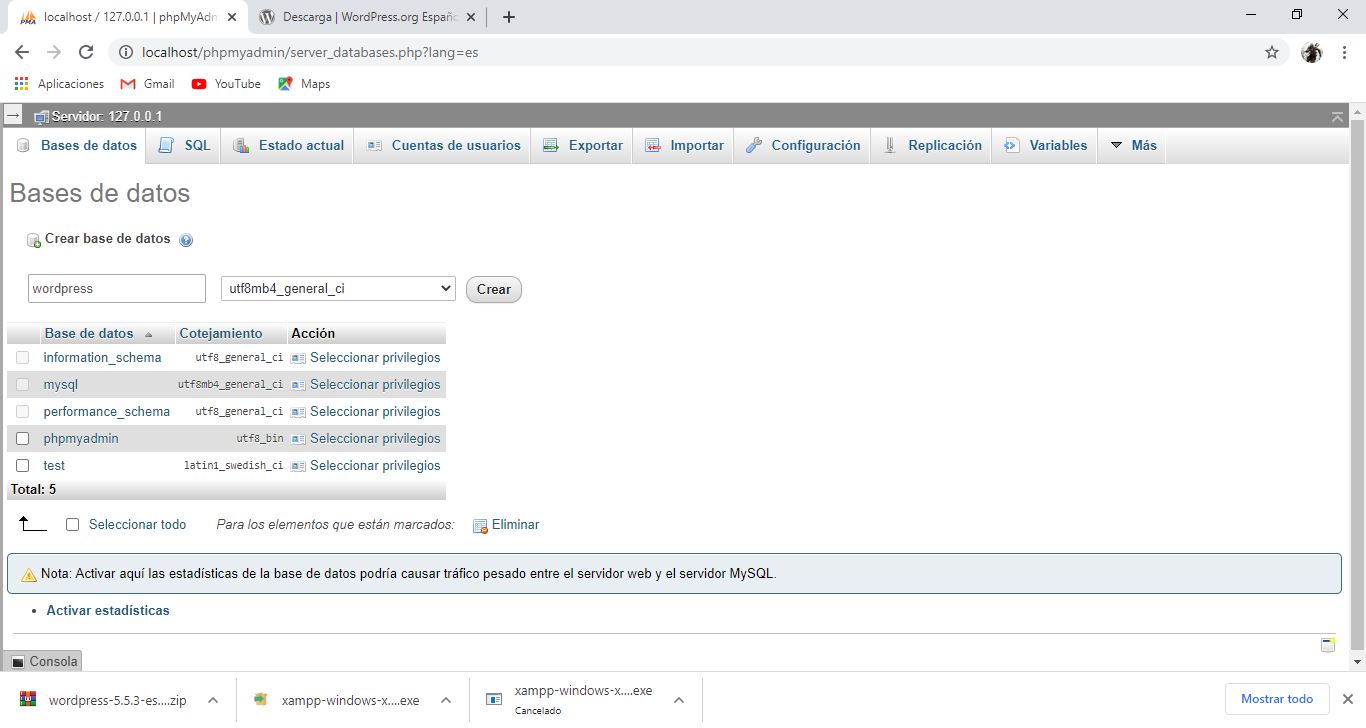 localhost / 127.0.0.1 | phpMyAdm
Descarga | WordPress.org Españo
localhost/phpmyadmin/server_databases.php?lang=es
Aplicaciones Gmail YouTube Maps
Servidor: 127.0.0.1
Bases de datos SQL Estado actual Cuentas de usuarios Exportar Importar Configuración Replicación Variables Más
Bases de datos
Crear base de datos
wordpress utf8mb4_general_ci Crear
Base de datos Cotejamiento Acción
information_schema utf8_general_ci Seleccionar privilegios
mysql utf8mb4_general_ci Seleccionar privilegios
performance_schema utf8_general_ci Seleccionar privilegios
phpmyadmin utf8_bin Seleccionar privilegios
test latin1_swedish_ci Seleccionar privilegios
Total: 5
Seleccionar todo Para los elementos que están marcados: Eliminar
Nota: Activar aquí las estadísticas de la base de datos podría causar tráfico pesado entre el servidor web y el servidor MySQL.
• Activar estadísticas
Consola
wordpress-5.5.3-es....zip
xampp-windows-x....exe
xampp-windows-x....exe
Cancelado
Mostrar todo